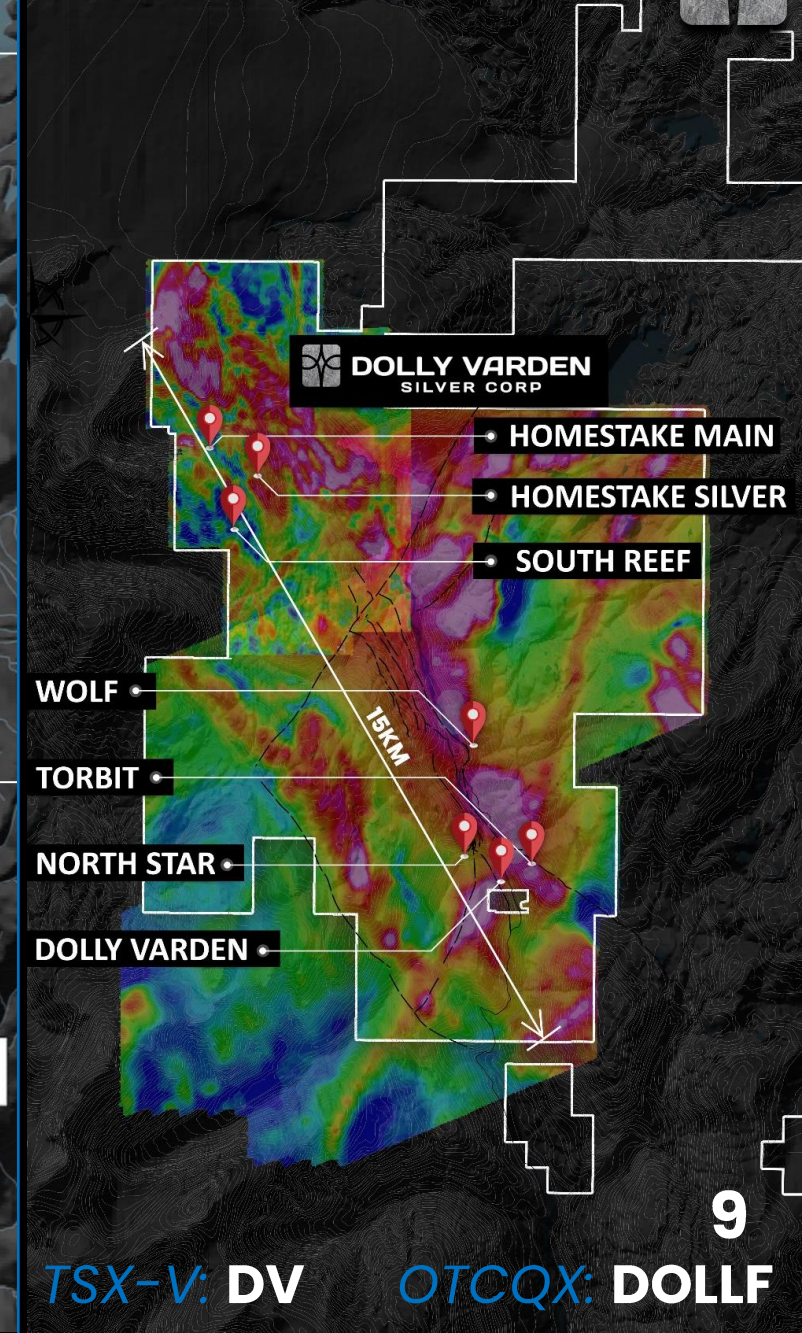 DOLLY VARDEN
SILVER CORP
HOMESTAKE MAIN
HOMESTAKE SILVER
SOUTH REEF
WOLF
15KM
TORBIT
NORTH STAR
DOLLY VARDEN
9
TSX-V: DV OTCQX: DOLLF